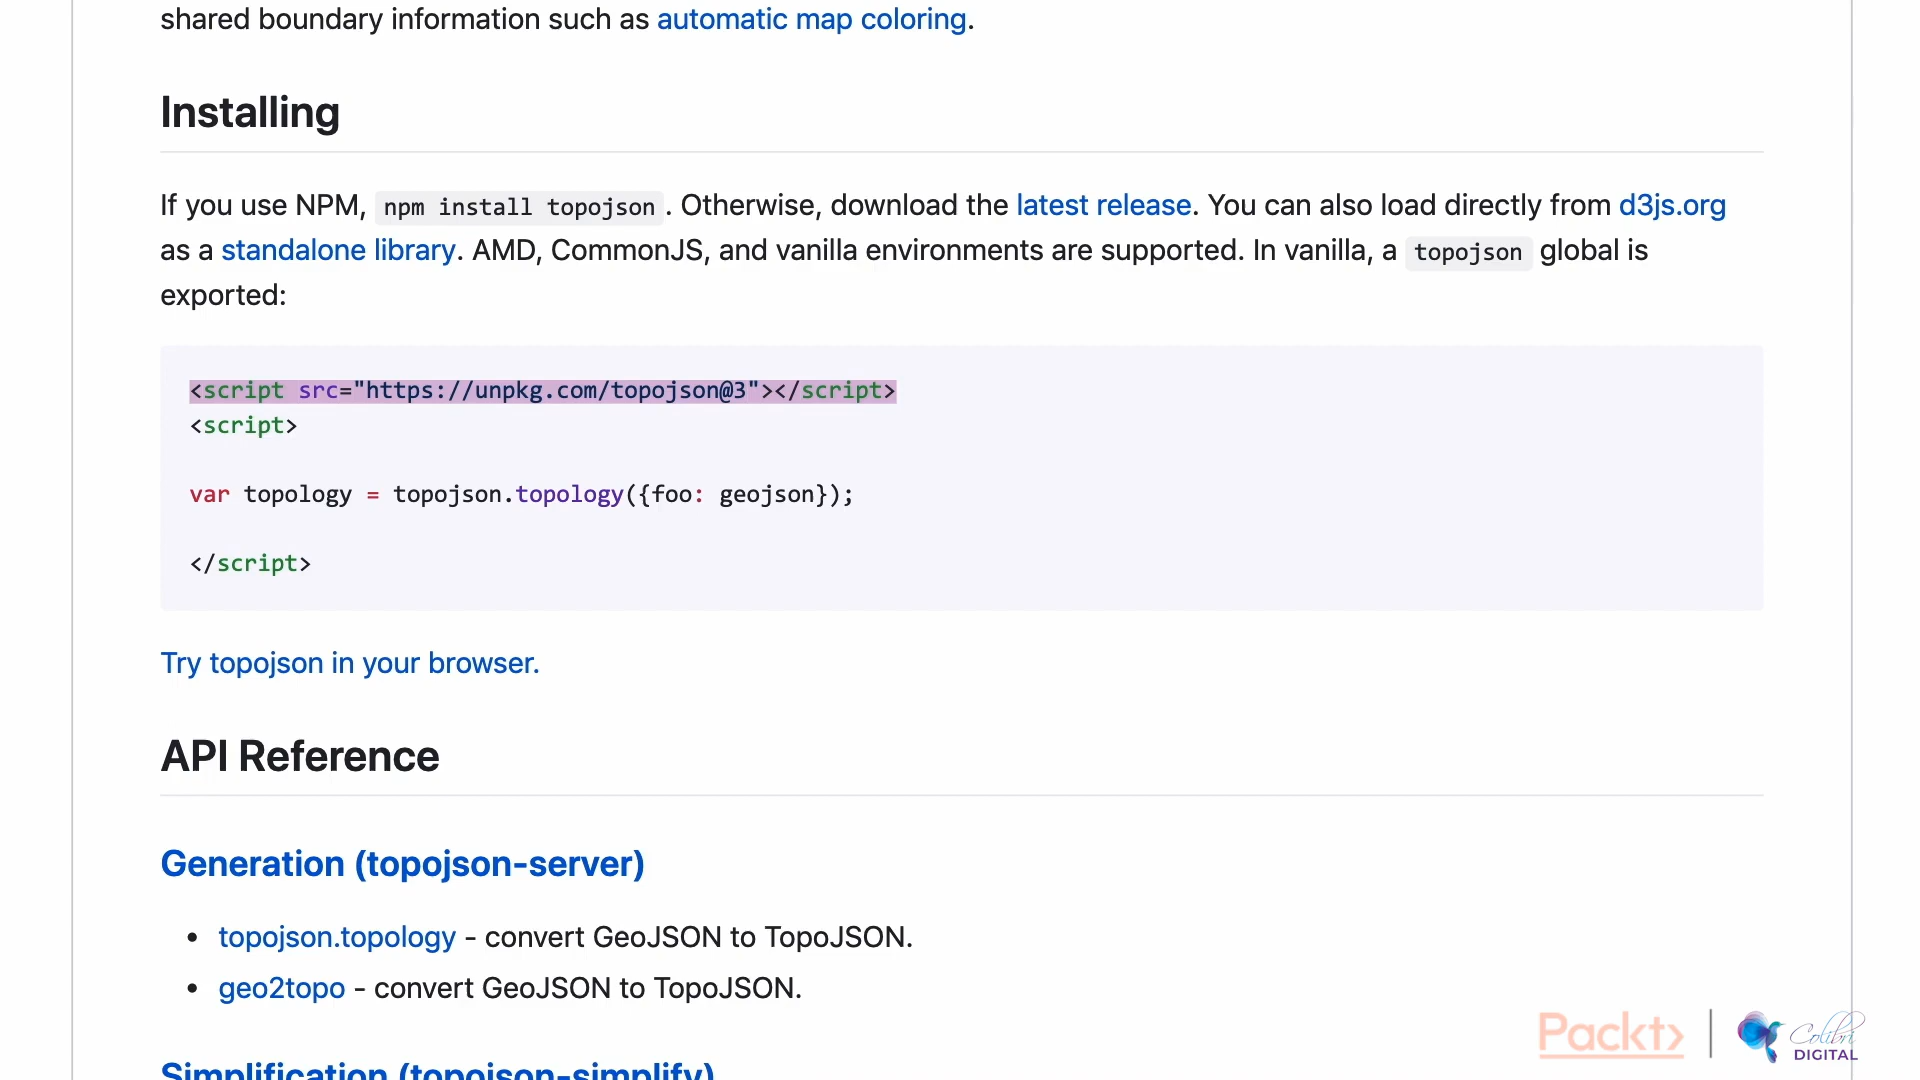 shared boundary information such as automatic map coloring.
Installing
If you use NPM, npm install topojson. Otherwise, download the latest release. You can also load directly from d3js.org
as a standalone library. AMD, CommonJS, and vanilla environments are supported. In vanilla, a topojson global is
exported:
<script src="https://unpkg.com/topojson@3"></script>
<script>
var topology = topojson.topology({foo: geojson});
</script>
Try topojson in your browser.
API Reference
Generation (topojson-server)
• topojson.topology - convert GeoJSON to TopoJSON.
• geo2topo - convert GeoJSON to TopoJSON.
Simplification (topojson-simplify)
Packt> | Colibri
DIGITAL